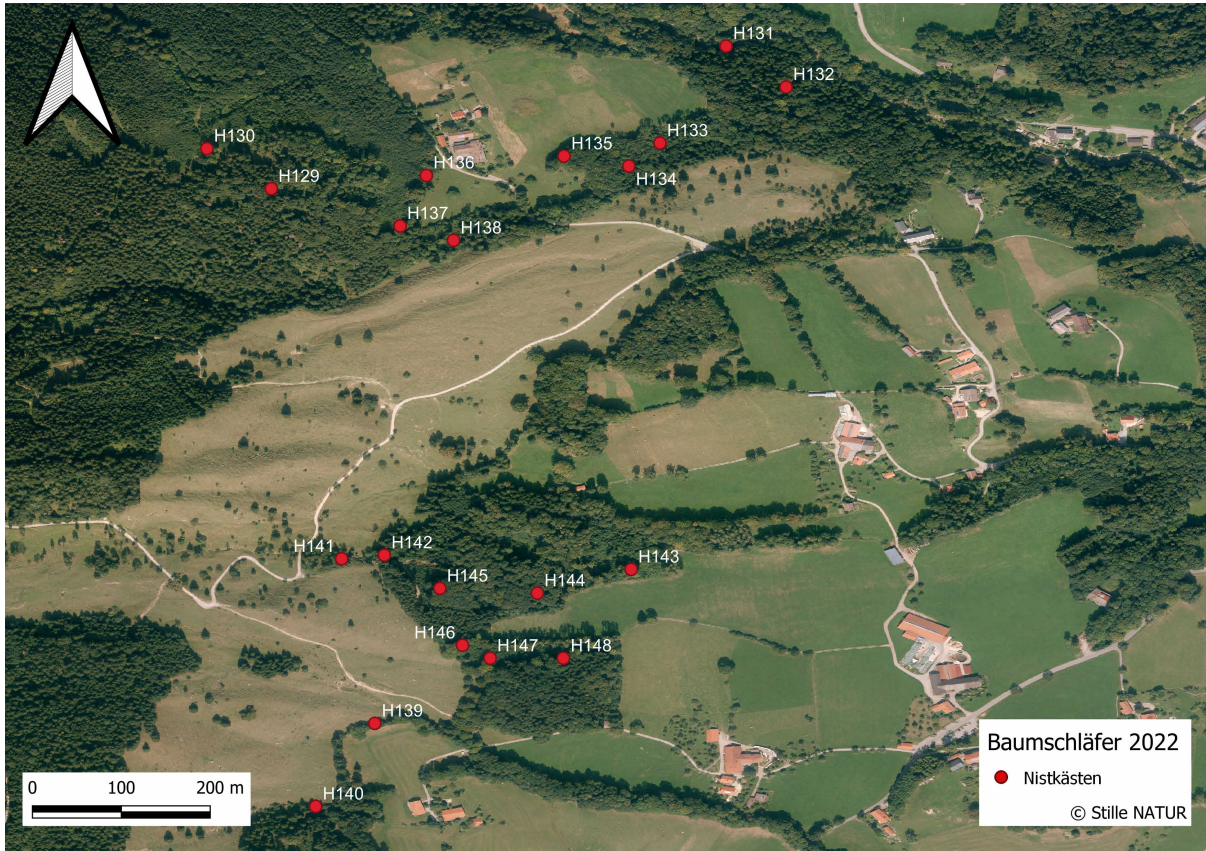 H131
H132
H130
H133
H135
H136
H134
H129
H137
H138
H141
H142
H143
H145
H144
H146
H147
H148
H139
H140
Baumschläfer 2022
Nistkästen
© Stille NATUR
0 100 200 m